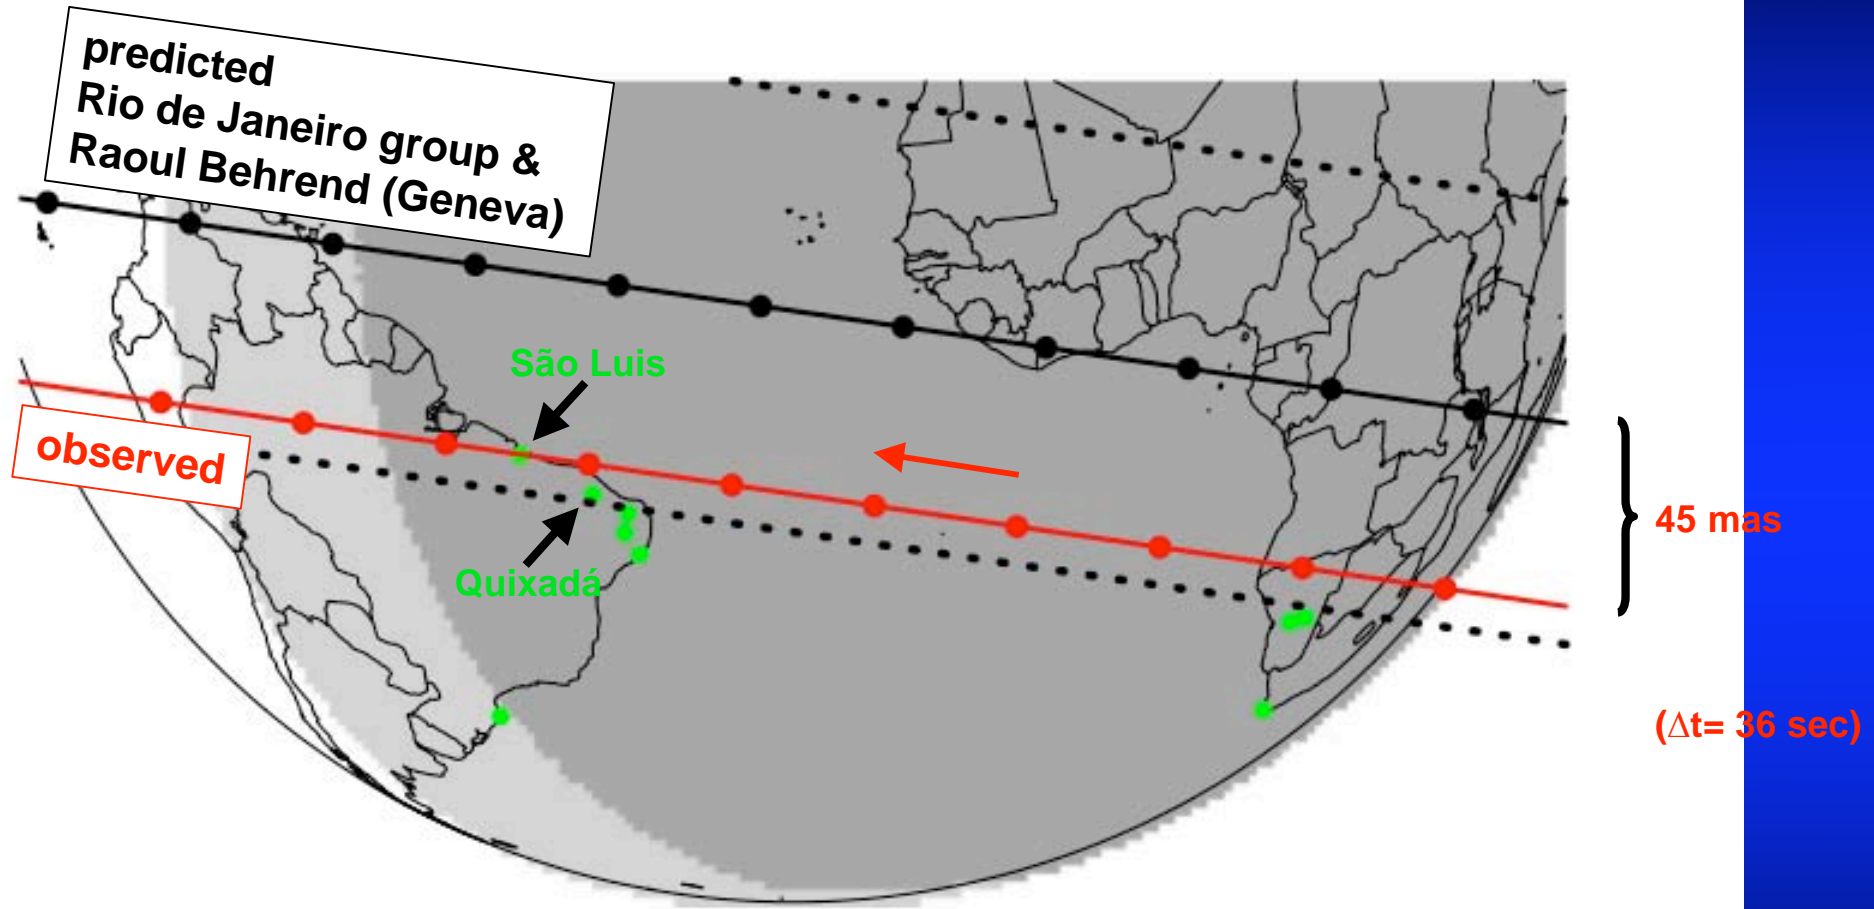 predicted
Rio de Janeiro group &
Raoul Behrend (Geneva)
São Luis
observed
Quixadá
45 mas
(Δt= 36 sec)